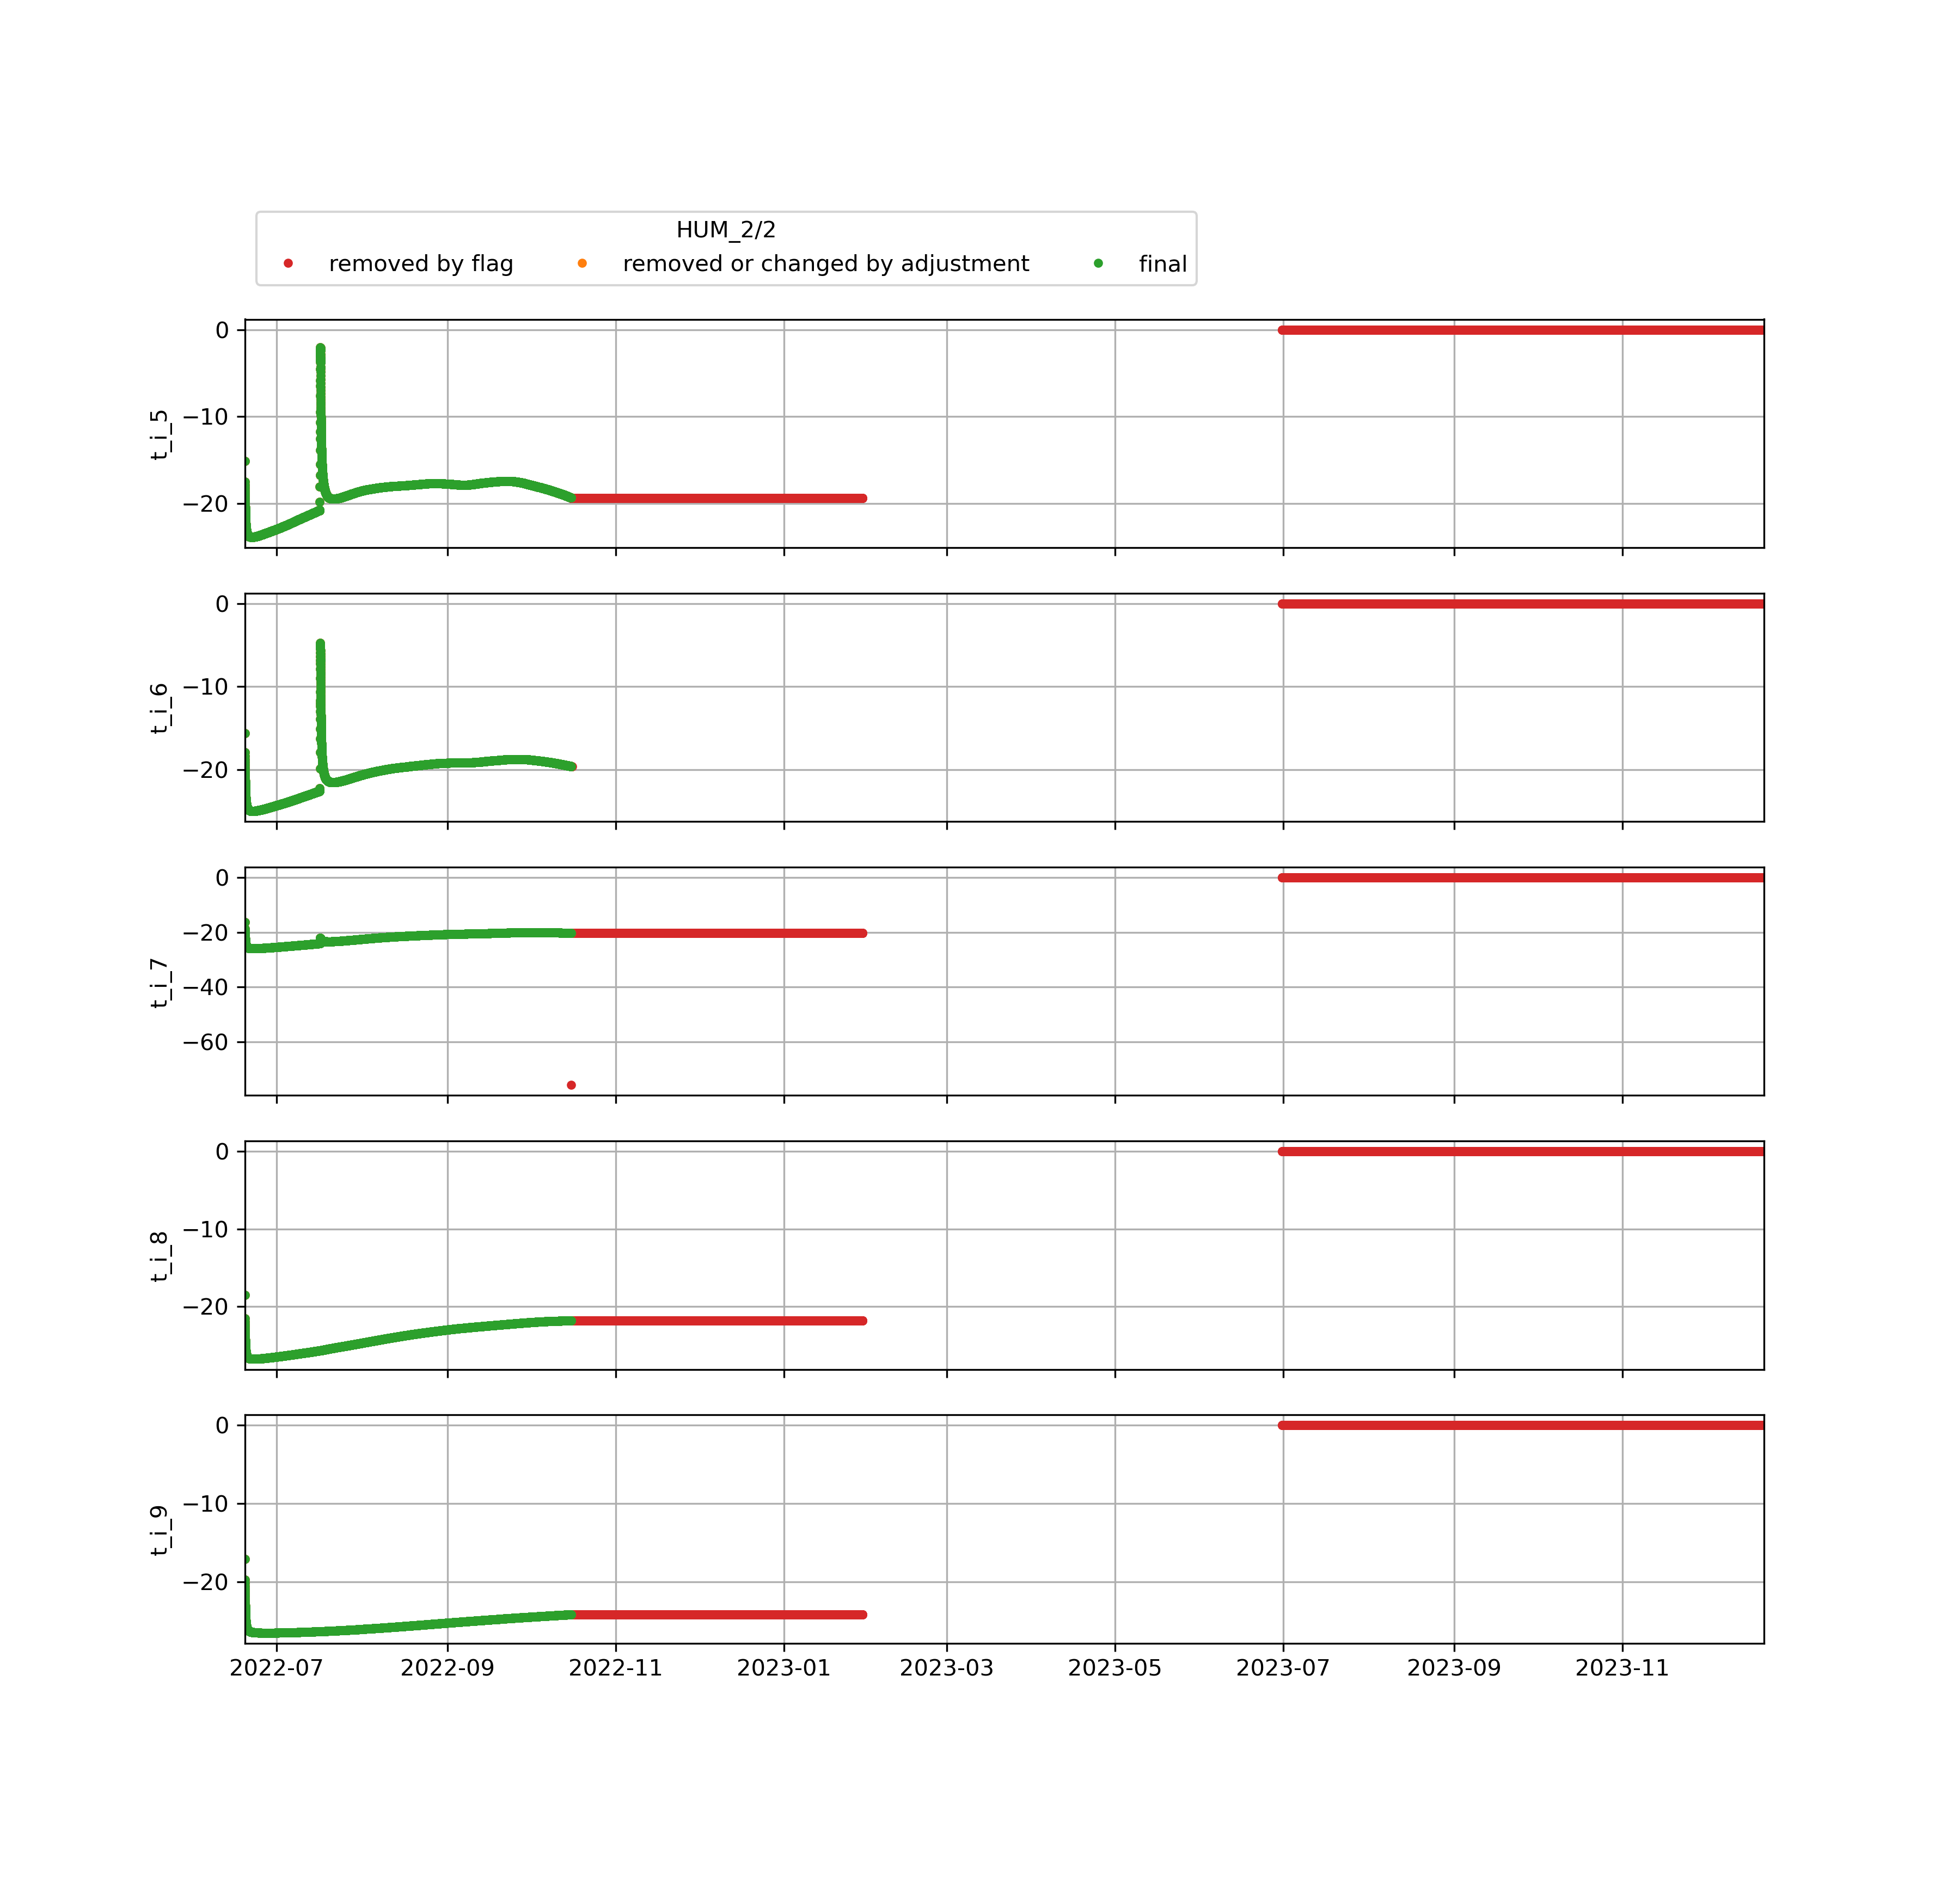 HUM_2/2
removed by flag removed or changed by adjustment final
0
−10
−20
t_i_5
0
−10
−20
t_i_6
0
−20
−40
−60
t_i_7
0
−10
−20
t_i_8
0
−10
−20
t_i_9
2022-07 2022-09 2022-11 2023-01 2023-03 2023-05 2023-07 2023-09 2023-11